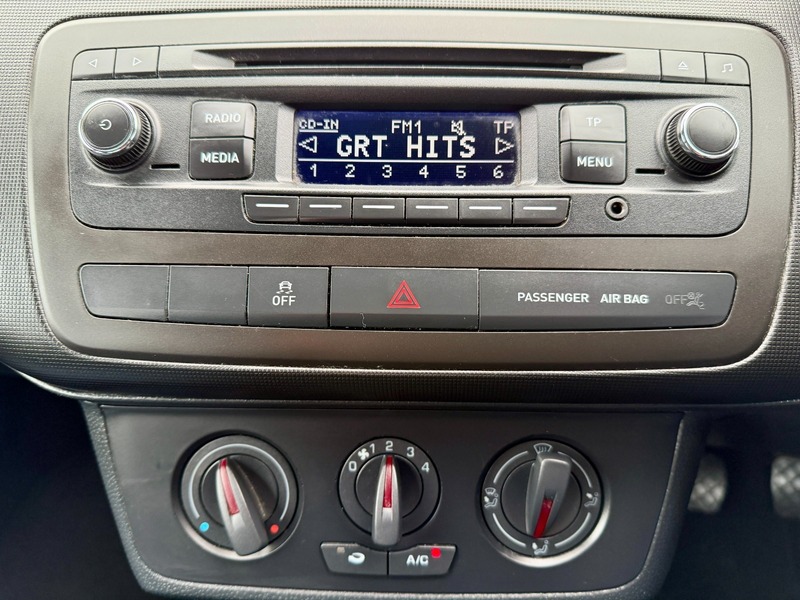 RADIO
MEDIA
CD-IN FM1 TP
GRT HITS
1 2 3 4 5 6
TP
MENU
OFF
PASSENGER AIR BAG OFF
0 1 2 3 4
A/C